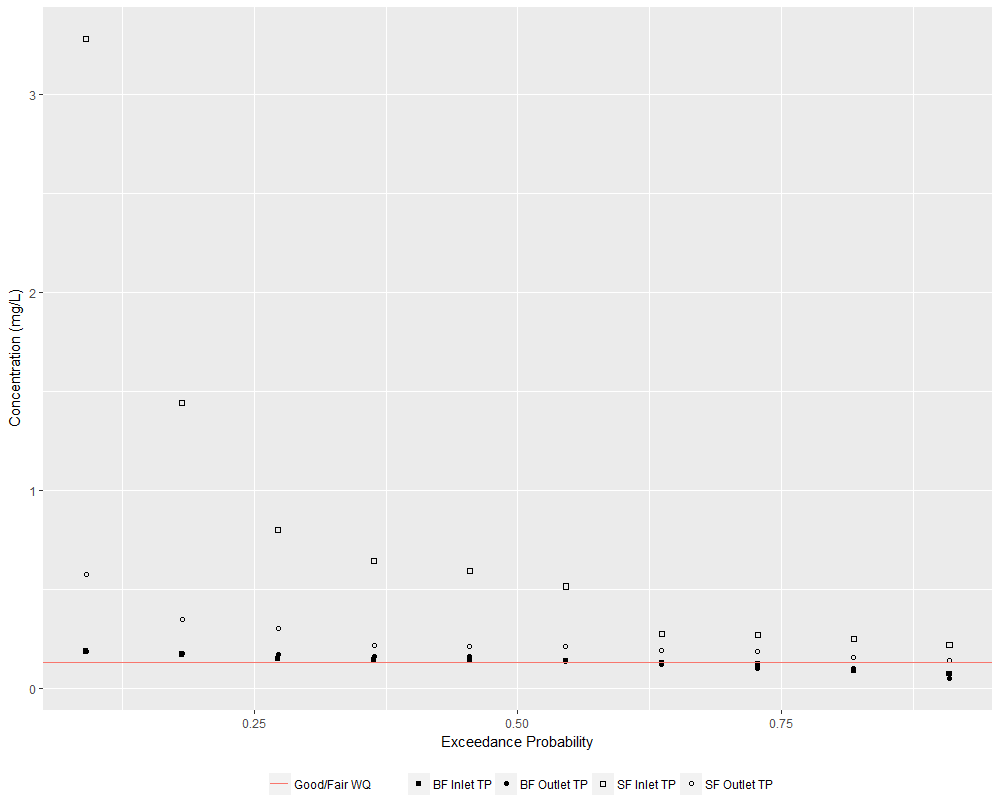 3
2
1
0
Concentration (mg/L)
0.25 0.50 0.75
Exceedance Probability
Good/Fair WQ BF Inlet TP BF Outlet TP SF Inlet TP SF Outlet TP